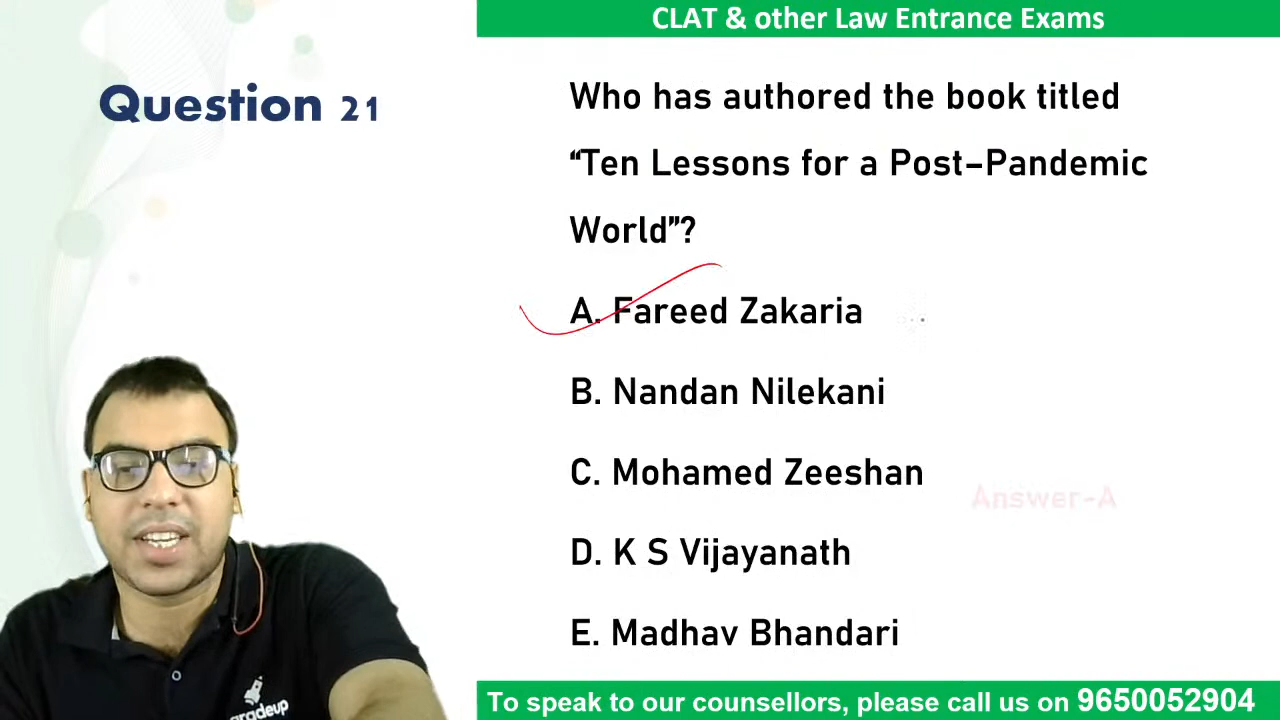 CLAT & other Law Entrance Exams
Question 21
Who has authored the book titled
“Ten Lessons for a Post-Pandemic
World”?
A. Fareed Zakaria
B. Nandan Nilekani
C. Mohamed Zeeshan
Answer-A
D. K S Vijayanath
E. Madhav Bhandari
gradeup
To speak to our counsellors, please call us on 9650052904